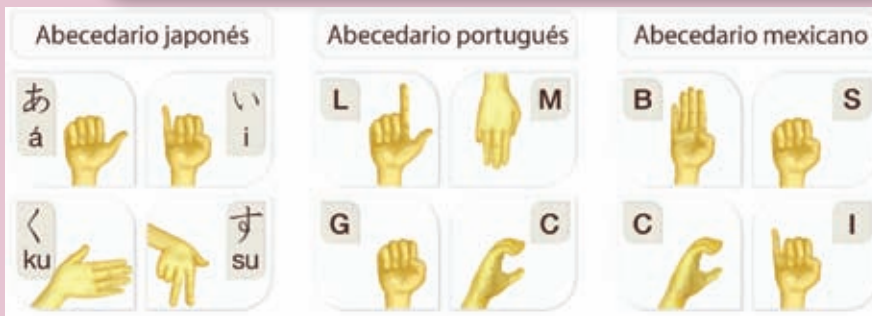 Abecedario japonés
あ
á
い
i
く
ku
す
su
Abecedario portugués
L
M
G
C
Abecedario mexicano
B
S
C
I